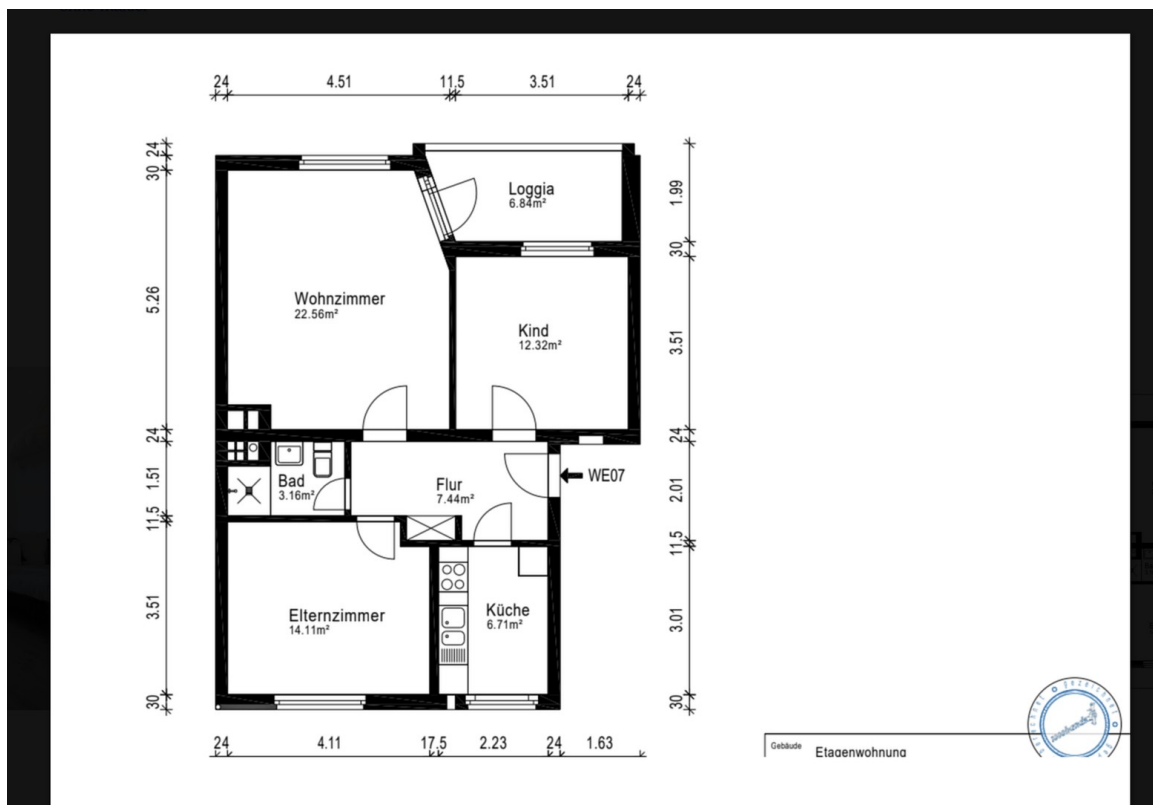 24 4.51 11.5 3.51 24
24
30
5.26
24
1.51
11.5
3.51
30
Loggia
6.84m²
Wohnzimmer
22.56m²
Kind
12.32m²
Bad
3.16m²
Flur
7.44m²
WE07
Elternzimmer
14.11m²
Küche
6.71m²
1.99
30
3.51
24
2.01
11.5
3.01
30
24 4.11 17.5 2.23 24 1.63
Gebäude Etagenwohnung